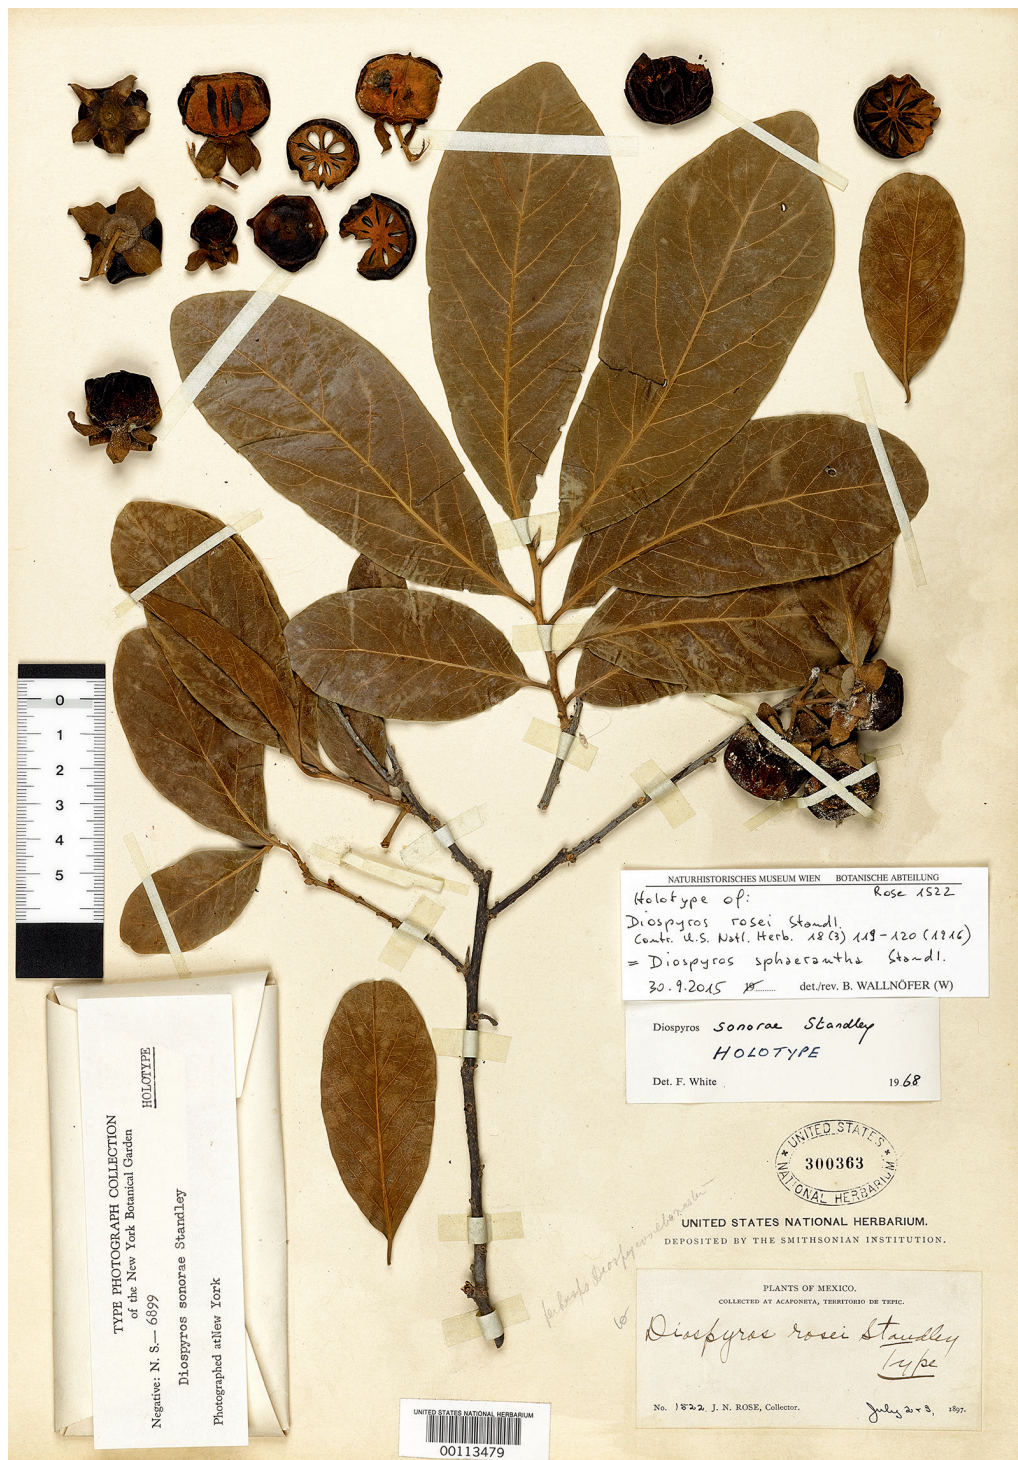 0
1
2
3
4
5
TYPE PHOTOGRAPH COLLECTION
of the New York Botanical Garden
HOLOTYPE
Negative: N. S.— 6899
Diospyros sonorae Standley
Photographed at New York
NATURHISTORISCHES MUSEUM WIEN BOTANISCHE ABTEILUNG
Holotype of: Rose 1522
Diospyros rosei Standl.
Contr. U.S. Natl. Herb. 18(3) 119-120 (1916)
= Diospyros sphaerantha Standl.
30.9.2015 det./rev. B. WALLNÖFER (W)
Diospyros sonorae Standley
HOLOTYPE
Det. F. White 1968
UNITED STATES
300363
NATIONAL HERBARIUM
UNITED STATES NATIONAL HERBARIUM.
DEPOSITED BY THE SMITHSONIAN INSTITUTION.
perhaps Diospyros
PLANTS OF MEXICO.
COLLECTED AT ACAPONETA, TERRITORIO DE TEPIC.
Diospyros rosei Standley
type
No. 1522, J. N. ROSE, Collector. July 2+3, 1897.
UNITED STATES NATIONAL HERBARIUM
00113479